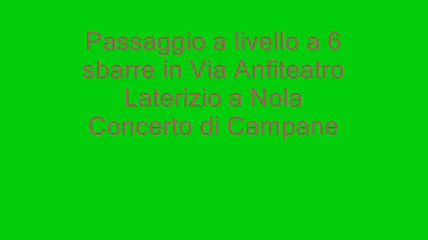 Passaggio a livello a 6
sbarre in Via Anfiteatro
Laterizio a Nola
Concerto di Campane